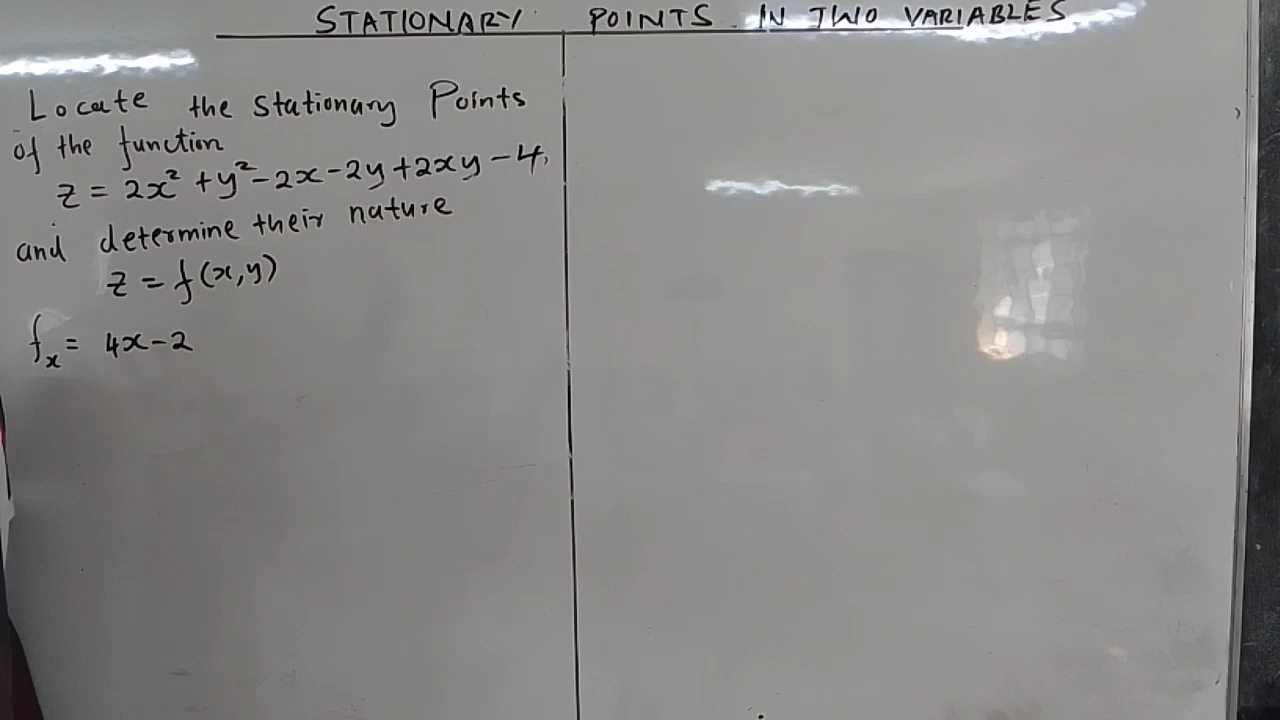 STATIONARY POINTS IN TWO VARIABLES
Locate the Stationary Points
of the function
z = 2x² + y² - 2x - 2y + 2xy - 4,
and determine their nature
z = f(x,y)
fₓ = 4x - 2